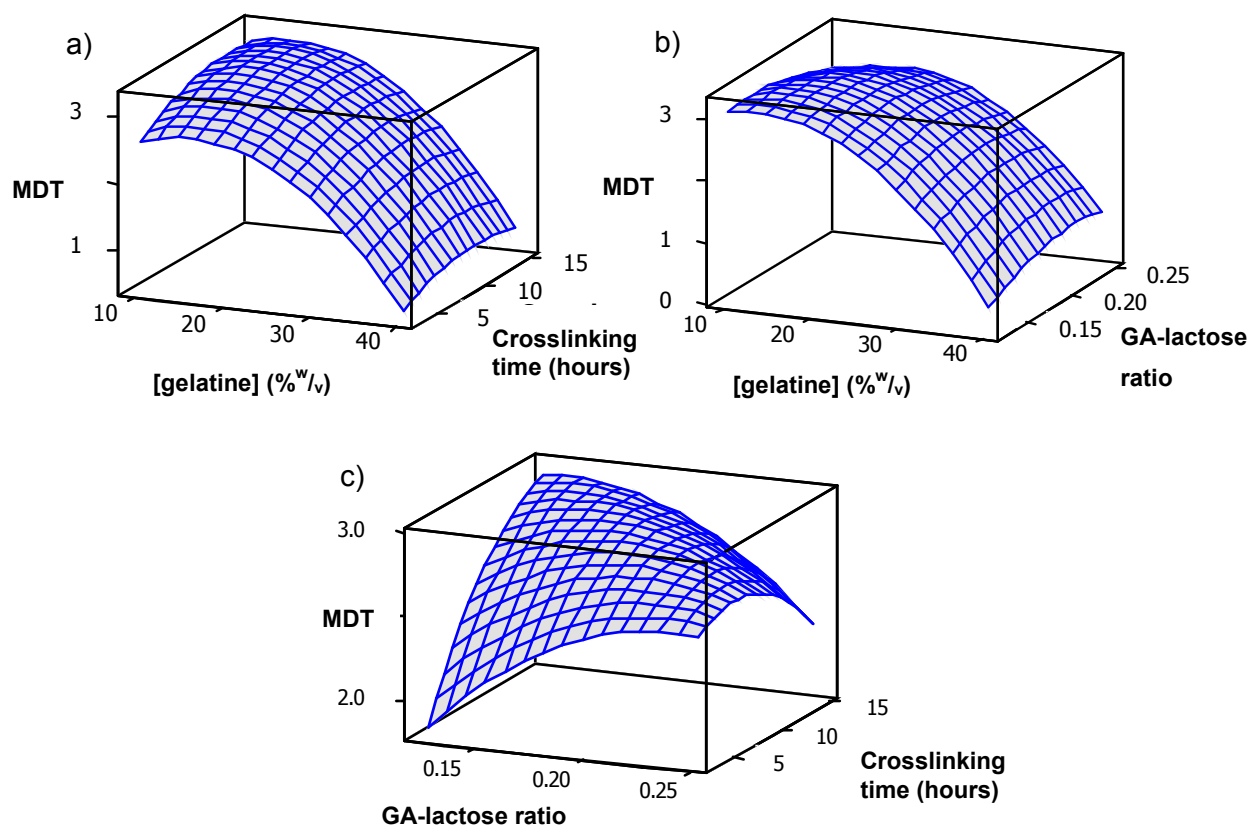 a)
3
MDT
1
10
20
30
40
5
10
15
Crosslinking
time (hours)
[gelatine] (%w/v)
b)
3
MDT
1
0
10
20
30
40
0.15
0.20
0.25
GA-lactose
ratio
[gelatine] (%w/v)
c)
3.0
MDT
2.0
0.15
0.20
0.25
5
10
15
Crosslinking
time (hours)
GA-lactose ratio